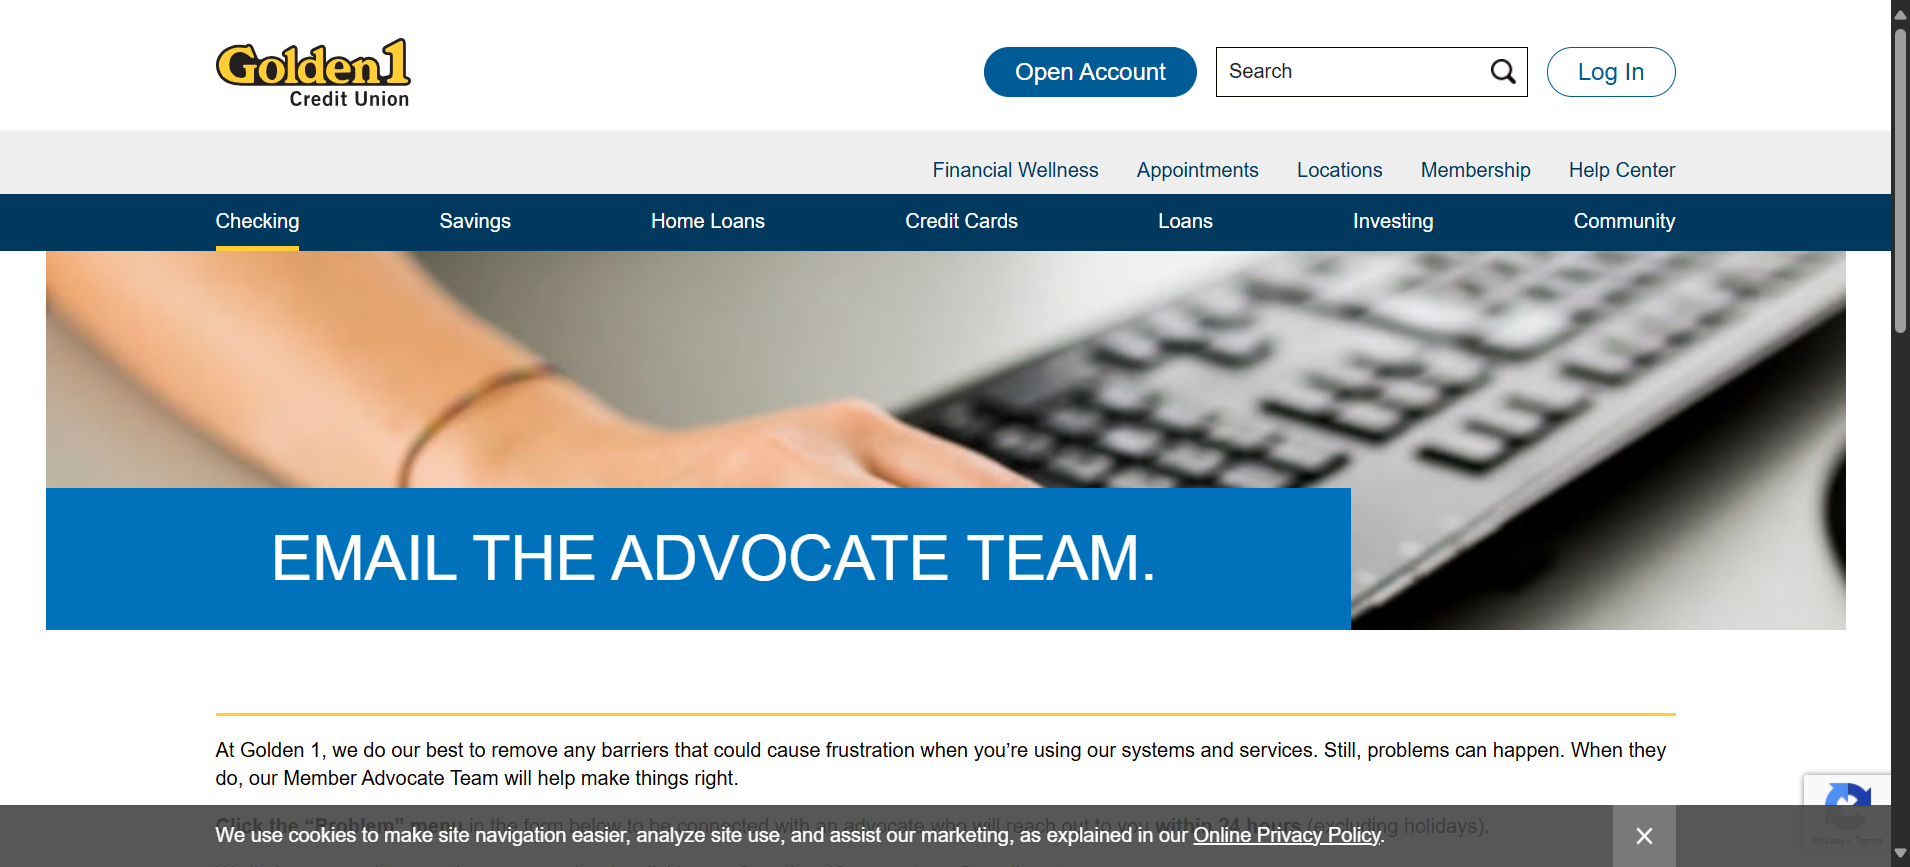 Golden 1
Credit Union
Open Account
Search
Log In
Financial Wellness
Appointments
Locations
Membership
Help Center
Checking
Savings
Home Loans
Credit Cards
Loans
Investing
Community
EMAIL THE ADVOCATE TEAM.
At Golden 1, we do our best to remove any barriers that could cause frustration when you’re using our systems and services. Still, problems can happen. When they
do, our Member Advocate Team will help make things right.
Click the “Problem” menu in the form below to be connected with an advocate who will reach out to you within 24 hours (excluding holidays).
We use cookies to make site navigation easier, analyze site use, and assist our marketing, as explained in our Online Privacy Policy.
Privacy - Terms